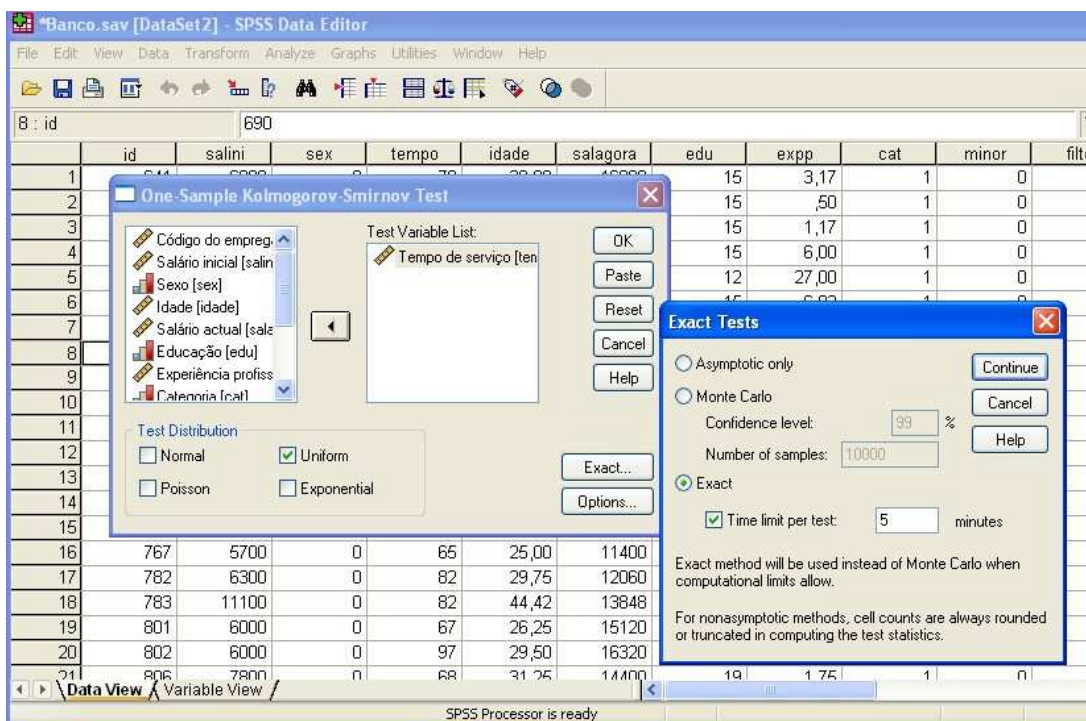 *Banco.sav [DataSet2] - SPSS Data Editor
File Edit View Data Transform Analyze Graphs Utilities Window Help
8 : id 690
id salini sex tempo idade salagora edu expp cat minor filt
1 15 3,17 1 0
2 15 ,50 1 0
3 15 1,17 1 0
4 15 6,00 1 0
5 12 27,00 1 0
6
7
8
9
10
11
12
13
14
15
16 767 5700 0 65 25,00 11400
17 782 6300 0 82 29,75 12060
18 783 11100 0 82 44,42 13848
19 801 6000 0 67 26,25 15120
20 802 6000 0 97 29,50 16320
21 806 7800 0 68 31,25 14400 19 1,75 1 0
Data View Variable View
SPSS Processor is ready
One-Sample Kolmogorov-Smirnov Test
Código do empreg
Salário inicial [salin
Sexo [sex]
Idade [idade]
Salário actual [sala
Educação [edu]
Experiência profiss
Categoria [cat]
Test Variable List:
Tempo de serviço [ten
OK
Paste
Reset
Cancel
Help
Test Distribution
Normal Uniform
Poisson Exponential
Exact...
Options...
Exact Tests
Asymptotic only
Monte Carlo
Confidence level: 99 %
Number of samples: 10000
Exact
Time limit per test: 5 minutes
Continue
Cancel
Help
Exact method will be used instead of Monte Carlo when
computational limits allow.
For nonasymptotic methods, cell counts are always rounded
or truncated in computing the test statistics.